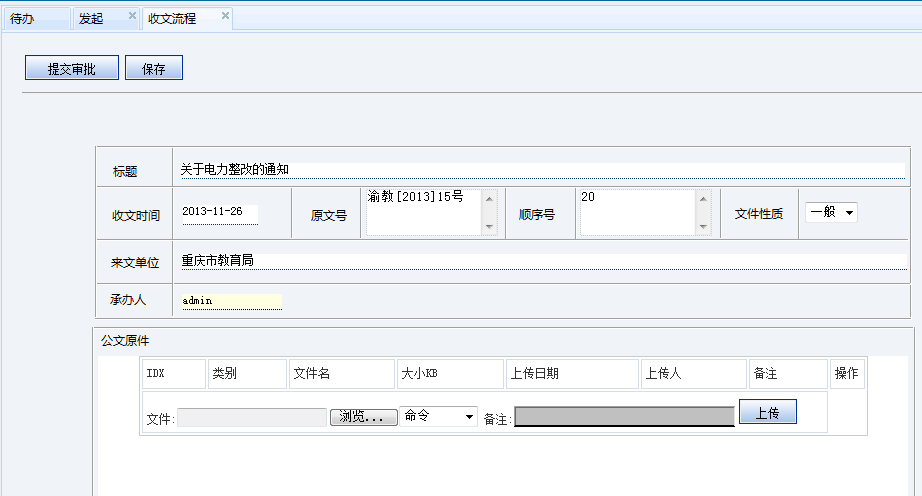 待办 发起 收文流程
提交审批 保存
标题 关于电力整改的通知
收文时间 2013-11-26 原文号 渝教[2013]15号 顺序号 20 文件性质 一般
来文单位 重庆市教育局
承办人 admin
公文原件
IDX 类别 文件名 大小KB 上传日期 上传人 备注 操作
文件: 浏览... 命令 备注: 上传